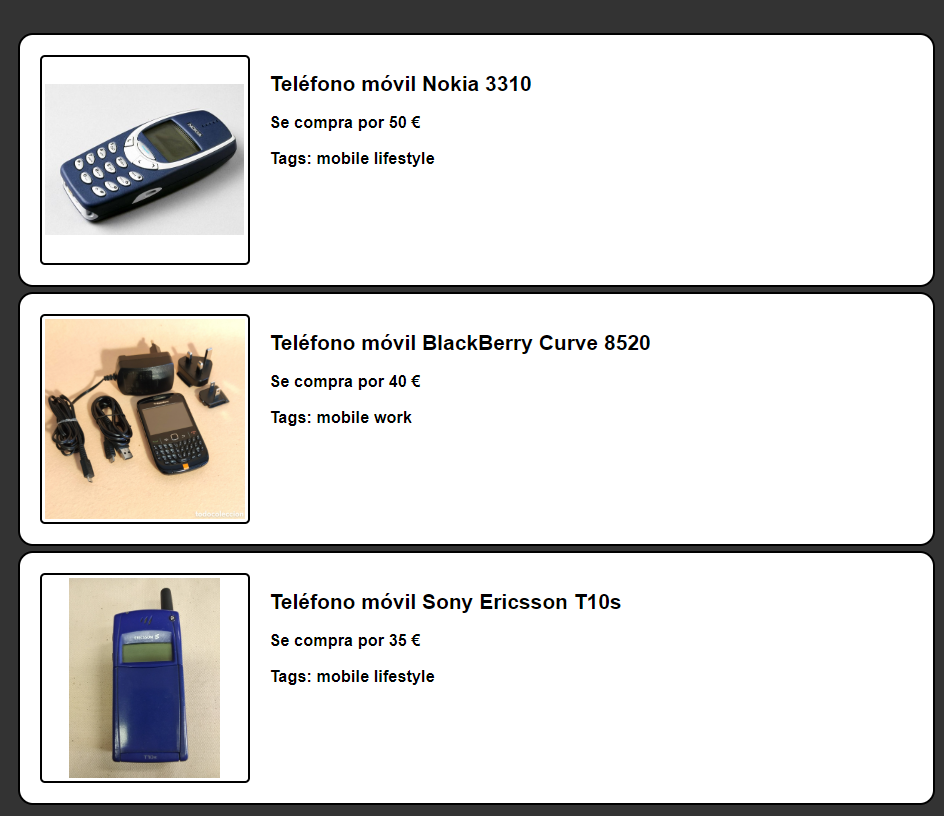 NOKIA
Teléfono móvil Nokia 3310
Se compra por 50 €
Tags: mobile lifestyle
Teléfono móvil BlackBerry Curve 8520
Se compra por 40 €
Tags: mobile work
Teléfono móvil Sony Ericsson T10s
Se compra por 35 €
Tags: mobile lifestyle